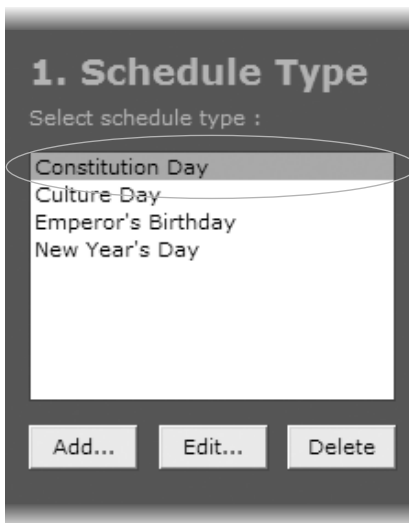 1. Schedule Type
Select schedule type :
Constitution Day
Culture Day
Emperor's Birthday
New Year's Day
Add... Edit... Delete